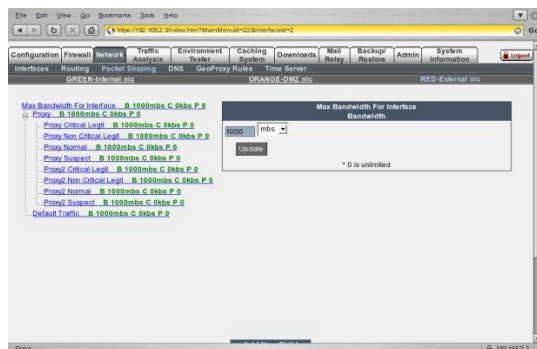 File Edit View Go Bookmarks Tools Help
https://192.168.2.3/index.htm?MainMenuId=22&InterfaceId=2
Configuration Firewall Network Traffic Analysis Environment Tester Caching System Downloads Mail Relay Backup/Restore Admin System Information Logout
Interfaces Routing Packet Shaping DNS GeoProxy Rules Time Server
GREEN-Internal nic ORANGE-DMZ nic RED-External nic
Max Bandwidth For Interface B 1000mbs C 0kbs P 0
Proxy B 1000mbs C 0kbs P 0
Proxy Critical Legit B 1000mbs C 0kbs P 0
Proxy Non Critical Legit B 1000mbs C 0kbs P 0
Proxy Normal B 1000mbs C 0kbs P 0
Proxy Suspect B 1000mbs C 0kbs P 0
Proxy2 Critical Legit B 1000mbs C 0kbs P 0
Proxy2 Non Critical Legit B 1000mbs C 0kbs P 0
Proxy2 Normal B 1000mbs C 0kbs P 0
Proxy2 Suspect B 1000mbs C 0kbs P 0
Default Traffic B 1000mbs C 0kbs P 0
Max Bandwidth For Interface
Bandwidth
1000 mbs
Update
* 0 is unlimited
Done
192.168.2.3